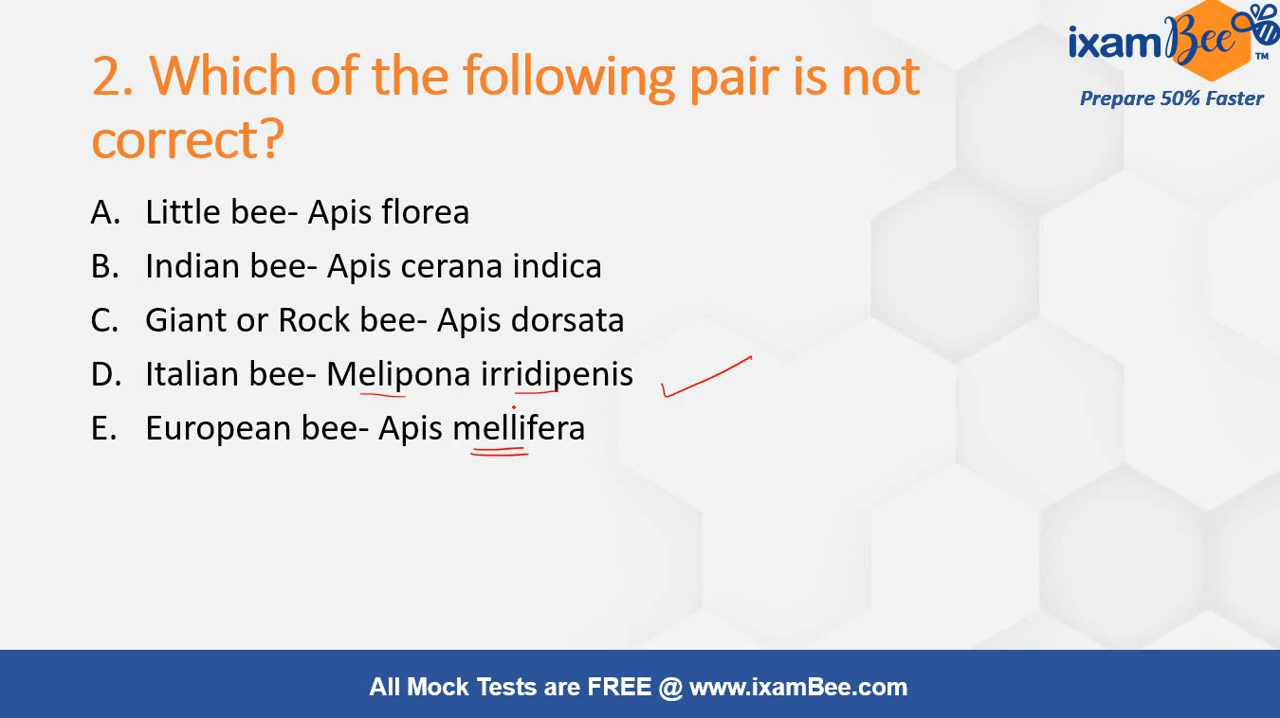 ixamBee™
Prepare 50% Faster
2. Which of the following pair is not
correct?
A. Little bee- Apis florea
B. Indian bee- Apis cerana indica
C. Giant or Rock bee- Apis dorsata
D. Italian bee- Melipona irridipenis
E. European bee- Apis mellifera
All Mock Tests are FREE @ www.ixamBee.com